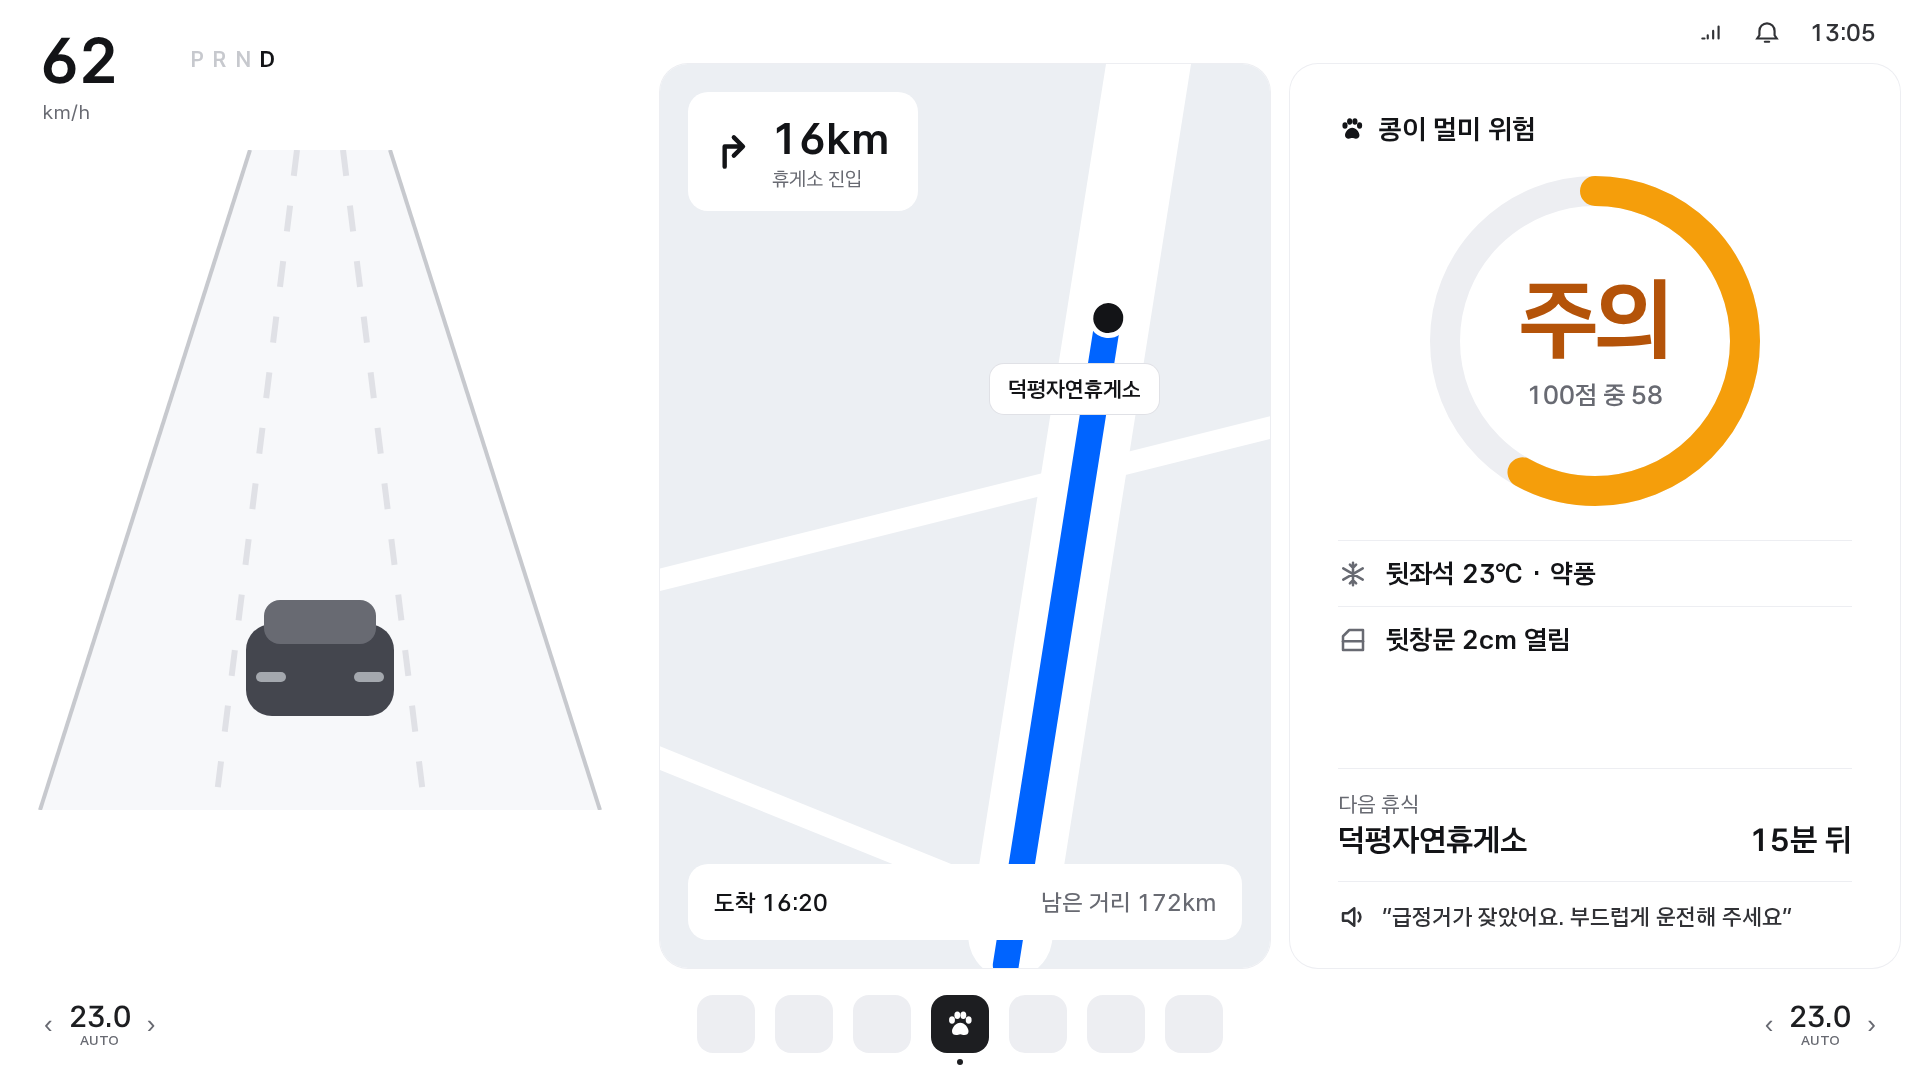 62
km/h
P R N D
13:05
16km
휴게소 진입
덕평자연휴게소
도착 16:20
남은 거리 172km
콩이 멀미 위험
주의
100점 중 58
뒷좌석 23℃ · 약풍
뒷창문 2cm 열림
다음 휴식
덕평자연휴게소
15분 뒤
"급정거가 잦았어요. 부드럽게 운전해 주세요"
‹ 23.0 ›
AUTO
‹ 23.0 ›
AUTO